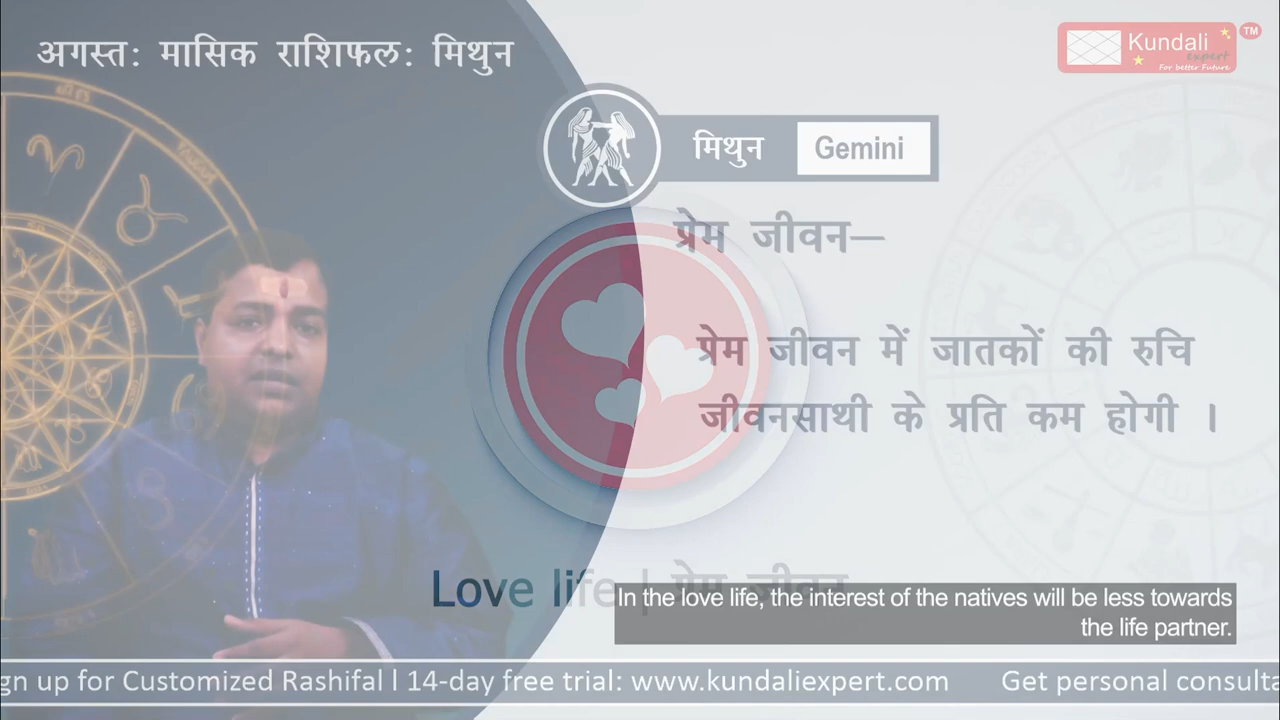 अगस्त: मासिक राशिफल: मिथुन
Kundali
expert
For better Future
TM
मिथुन
Gemini
प्रेम जीवन—
प्रेम जीवन में जातकों की रुचि
जीवनसाथी के प्रति कम होगी ।
Love life | प्रेम जीवन
In the love life, the interest of the natives will be less towards
the life partner.
gn up for Customized Rashifal l 14-day free trial: www.kundaliexpert.com Get personal consulta